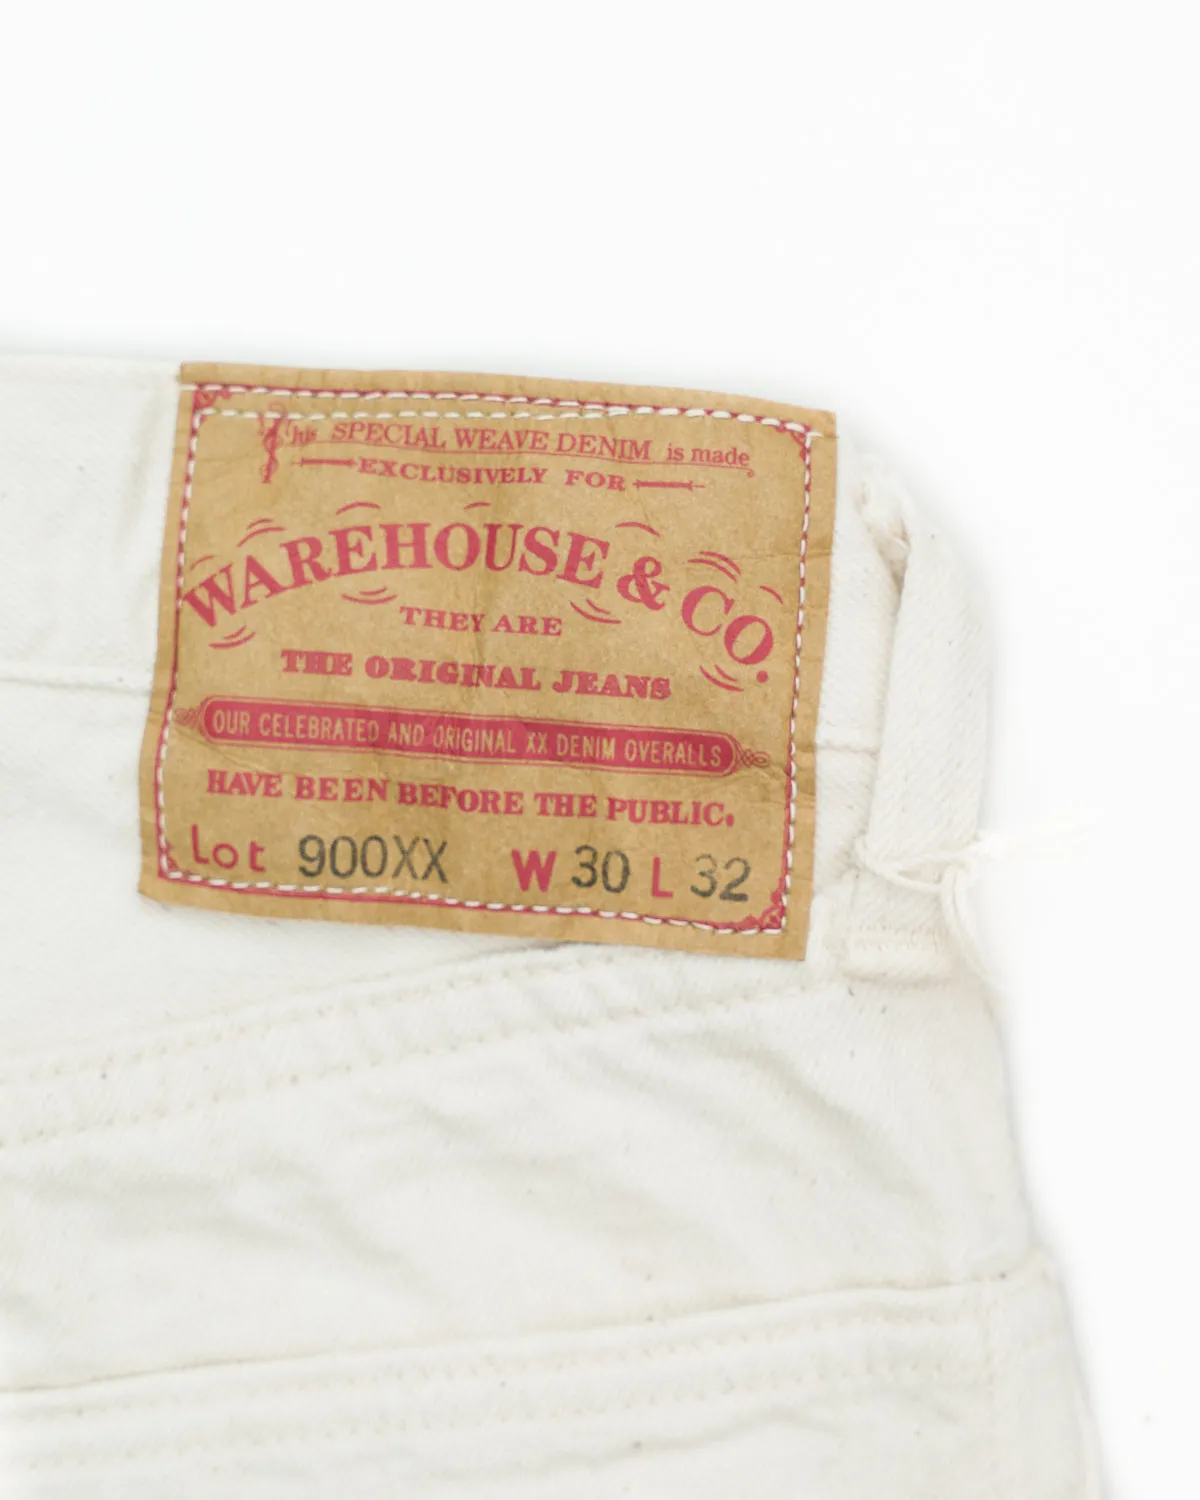 This SPECIAL WEAVE DENIM is made
EXCLUSIVELY FOR
WAREHOUSE & CO.
THEY ARE
THE ORIGINAL JEANS
OUR CELEBRATED AND ORIGINAL XX DENIM OVERALLS
HAVE BEEN BEFORE THE PUBLIC.
Lot 900XX W 30 L 32